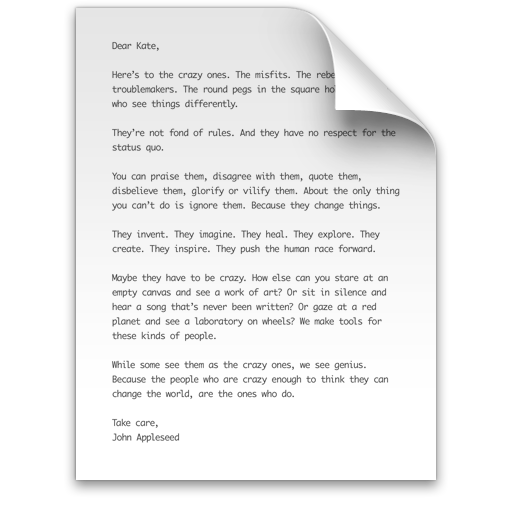 Dear Kate,
Here's to the crazy ones. The misfits. The
troublemakers. The round pegs in the square
who see things differently.
They're not fond of rules. And they have no respect for the
status quo.
You can praise them, disagree with them, quote them,
disbelieve them, glorify or vilify them. About the only thing
you can't do is ignore them. Because they change things.
They invent. They imagine. They heal. They explore. They
create. They inspire. They push the human race forward.
Maybe they have to be crazy. How else can you stare at an
empty canvas and see a work of art? Or sit in silence and
hear a song that's never been written? Or gaze at a red
planet and see a laboratory on wheels? We make tools for
these kinds of people.
While some see them as the crazy ones, we see genius.
Because the people who are crazy enough to think they can
change the world, are the ones who do.
Take care,
John Appleseed